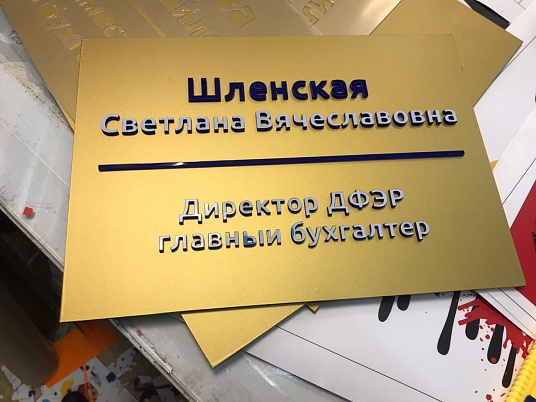 Шленская
Светлана Вячеславовна
Директор ДФЭР
главныи бухгалтер